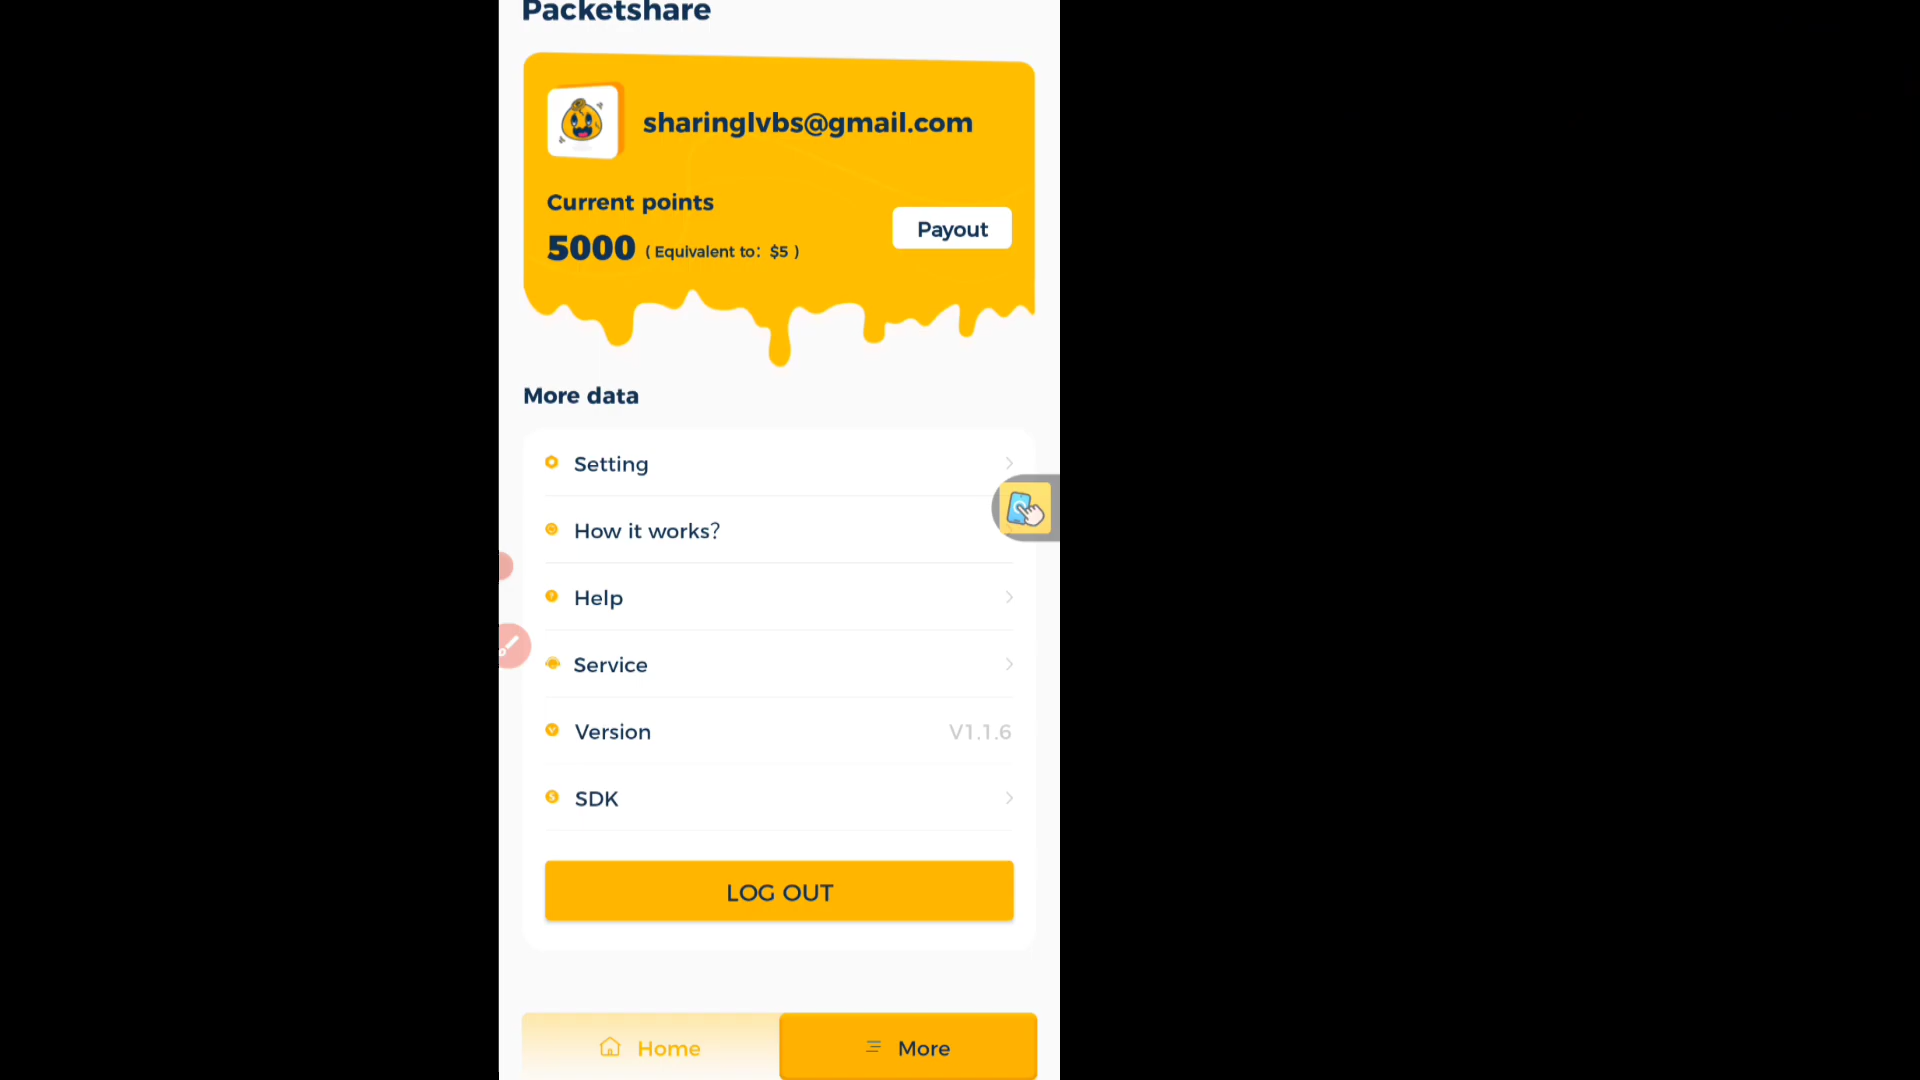 Packetshare
sharinglvbs@gmail.com
Current points
5000 ( Equivalent to: $5 )
Payout
More data
Setting
How it works?
Help
Service
Version V1.1.6
SDK
LOG OUT
Home
More